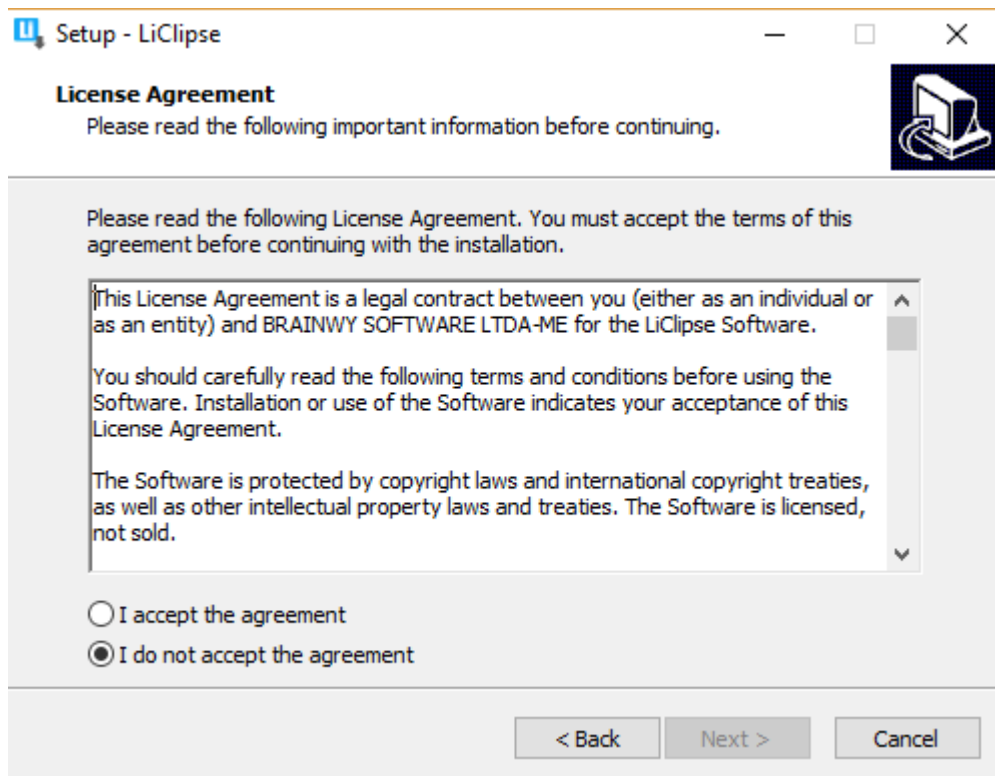 Setup - LiClipse
License Agreement
Please read the following important information before continuing.
Please read the following License Agreement. You must accept the terms of this
agreement before continuing with the installation.
This License Agreement is a legal contract between you (either as an individual or
as an entity) and BRAINWY SOFTWARE LTDA-ME for the LiClipse Software.
You should carefully read the following terms and conditions before using the
Software. Installation or use of the Software indicates your acceptance of this
License Agreement.
The Software is protected by copyright laws and international copyright treaties,
as well as other intellectual property laws and treaties. The Software is licensed,
not sold.
I accept the agreement
I do not accept the agreement
< Back Next > Cancel